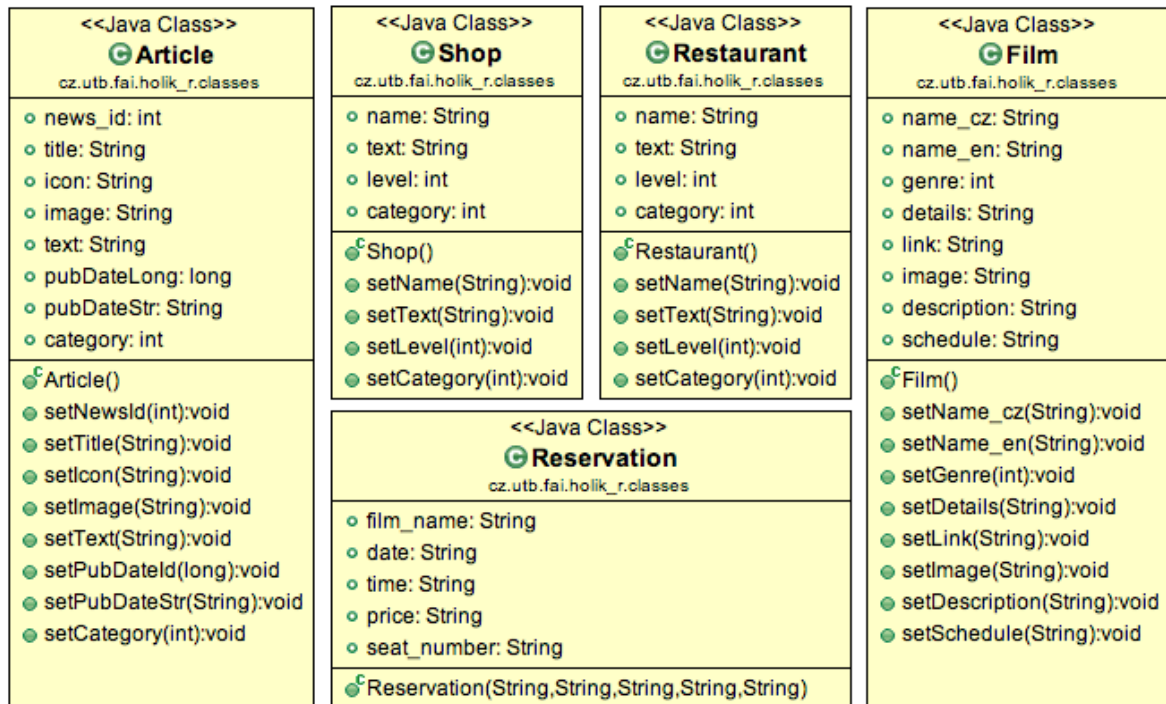 <<Java Class>>
Article
cz.utb.fai.holik_r.classes
news_id: int
title: String
icon: String
image: String
text: String
pubDateLong: long
pubDateStr: String
category: int
Article()
setNewsId(int):void
setTitle(String):void
setIcon(String):void
setImage(String):void
setText(String):void
setPubDateId(long):void
setPubDateStr(String):void
setCategory(int):void
<<Java Class>>
Shop
cz.utb.fai.holik_r.classes
name: String
text: String
level: int
category: int
Shop()
setName(String):void
setText(String):void
setLevel(int):void
setCategory(int):void
<<Java Class>>
Restaurant
cz.utb.fai.holik_r.classes
name: String
text: String
level: int
category: int
Restaurant()
setName(String):void
setText(String):void
setLevel(int):void
setCategory(int):void
<<Java Class>>
Reservation
cz.utb.fai.holik_r.classes
film_name: String
date: String
time: String
price: String
seat_number: String
Reservation(String,String,String,String,String)
<<Java Class>>
Film
cz.utb.fai.holik_r.classes
name_cz: String
name_en: String
genre: int
details: String
link: String
image: String
description: String
schedule: String
Film()
setName_cz(String):void
setName_en(String):void
setGenre(int):void
setDetails(String):void
setLink(String):void
setImage(String):void
setDescription(String):void
setSchedule(String):void